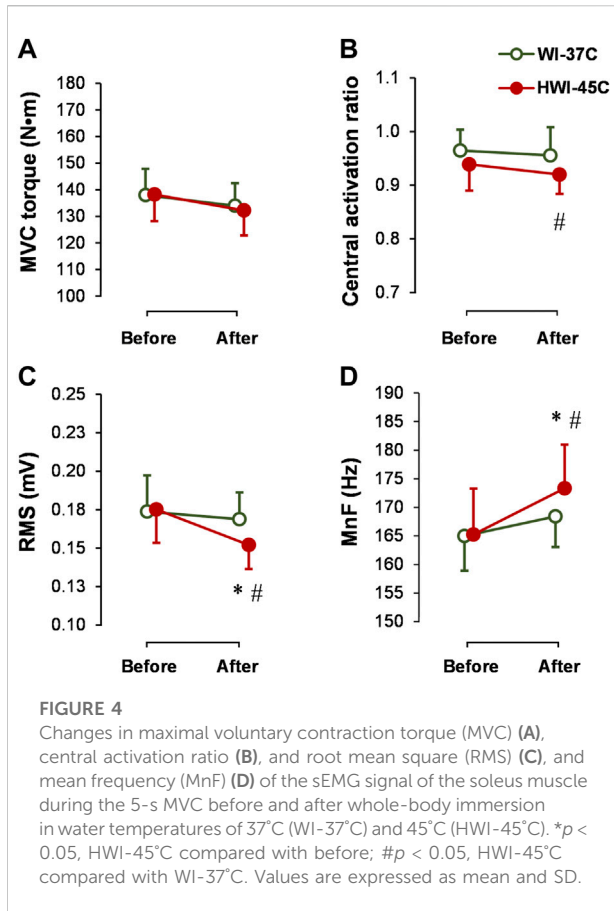 A
B
WI-37C
HWI-45C
MVC torque (N•m)
180
170
160
150
140
130
120
110
100
Before After
Central activation ratio
1.1
1.0
0.9
0.8
0.7
#
Before After
C
D
RMS (mV)
0.25
0.23
0.20
0.18
0.15
0.13
0.10
* #
Before After
MnF (Hz)
190
185
180
175
170
165
160
155
150
* #
Before After
FIGURE 4
Changes in maximal voluntary contraction torque (MVC) (A),
central activation ratio (B), and root mean square (RMS) (C), and
mean frequency (MnF) (D) of the sEMG signal of the soleus muscle
during the 5-s MVC before and after whole-body immersion
in water temperatures of 37˚C (WI-37˚C) and 45˚C (HWI-45˚C). *p <
0.05, HWI-45˚C compared with before; #p < 0.05, HWI-45˚C
compared with WI-37˚C. Values are expressed as mean and SD.